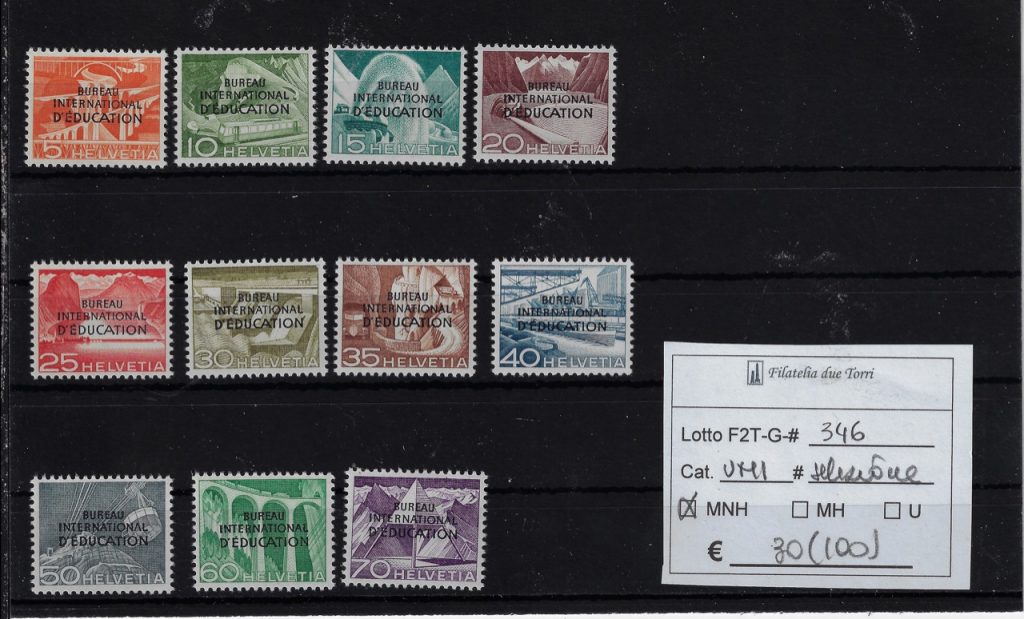 BUREAU
INTERNATIONAL
D'ÉDUCATION
5 HELVETIA
BUREAU
INTERNATIONAL
D'ÉDUCATION
10 HELVETIA
BUREAU
INTERNATIONAL
D'ÉDUCATION
15 HELVETIA
BUREAU
INTERNATIONAL
D'ÉDUCATION
20 HELVETIA
BUREAU
INTERNATIONAL
D'ÉDUCATION
25 HELVETIA
BUREAU
INTERNATIONAL
D'ÉDUCATION
30 HELVETIA
BUREAU
INTERNATIONAL
D'ÉDUCATION
35 HELVETIA
BUREAU
INTERNATIONAL
D'ÉDUCATION
40 HELVETIA
Filatelia due Torri
Lotto F2T-G-# 346
Cat. #
MNH MH U
€ 30 (100)
BUREAU
INTERNATIONAL
D'ÉDUCATION
50 HELVETIA
BUREAU
INTERNATIONAL
D'ÉDUCATION
60 HELVETIA
BUREAU
INTERNATIONAL
D'ÉDUCATION
70 HELVETIA